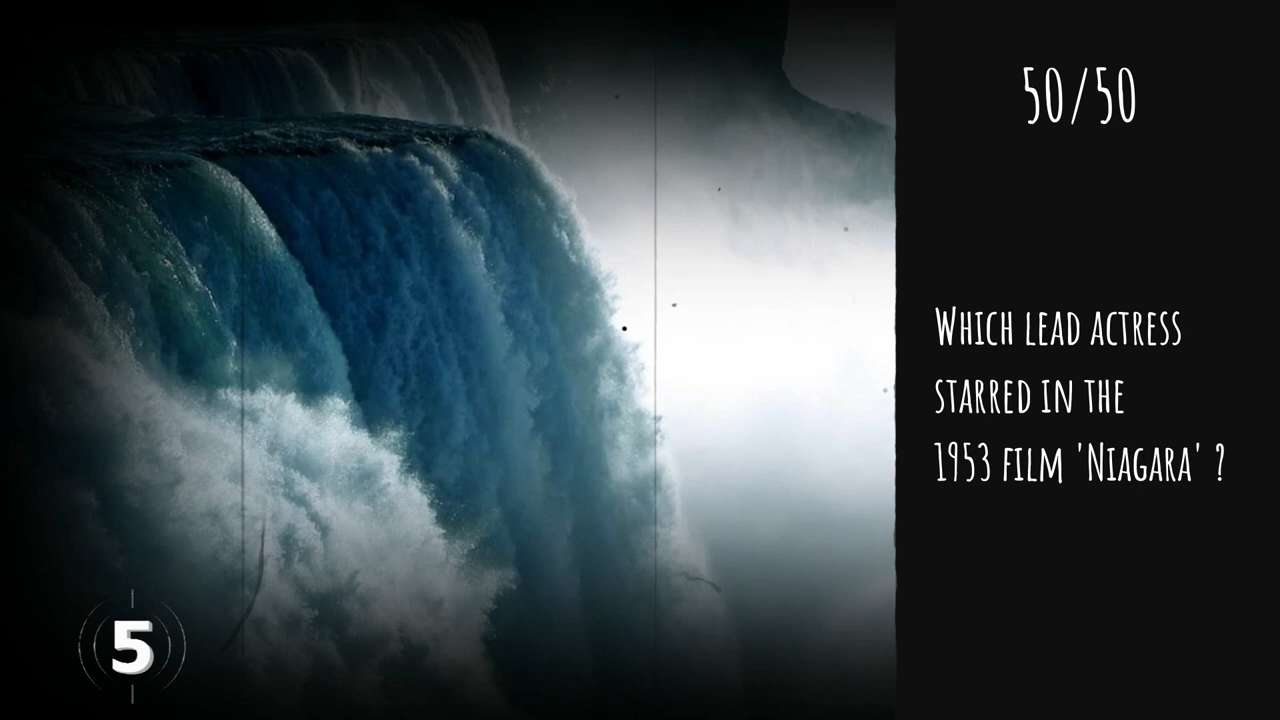 50/50
Which lead actress
starred in the
1953 film 'Niagara' ?
5